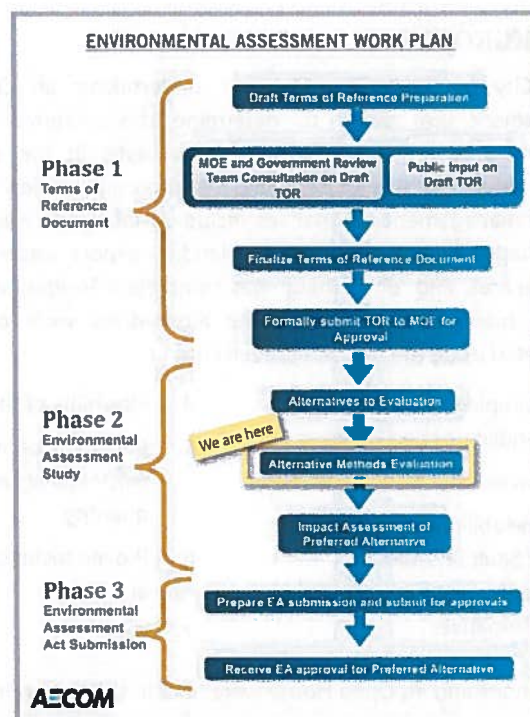 ENVIRONMENTAL ASSESSMENT WORK PLAN
Phase 1
Terms of
Reference
Document
Draft Terms of Reference Preparation
MOE and Government Review
Team Consultation on Draft
TOR
Public Input on
Draft TOR
Finalize Terms of Reference Document
Formally submit TOR to MOE for
Approval
Phase 2
Environmental
Assessment
Study
Alternatives to Evaluation
We are here
Alternative Methods Evaluation
Impact Assessment of
Preferred Alternative
Phase 3
Environmental
Assessment
Act Submission
Prepare EA submission and submit for approvals
Receive EA approval for Preferred Alternative
AECOM